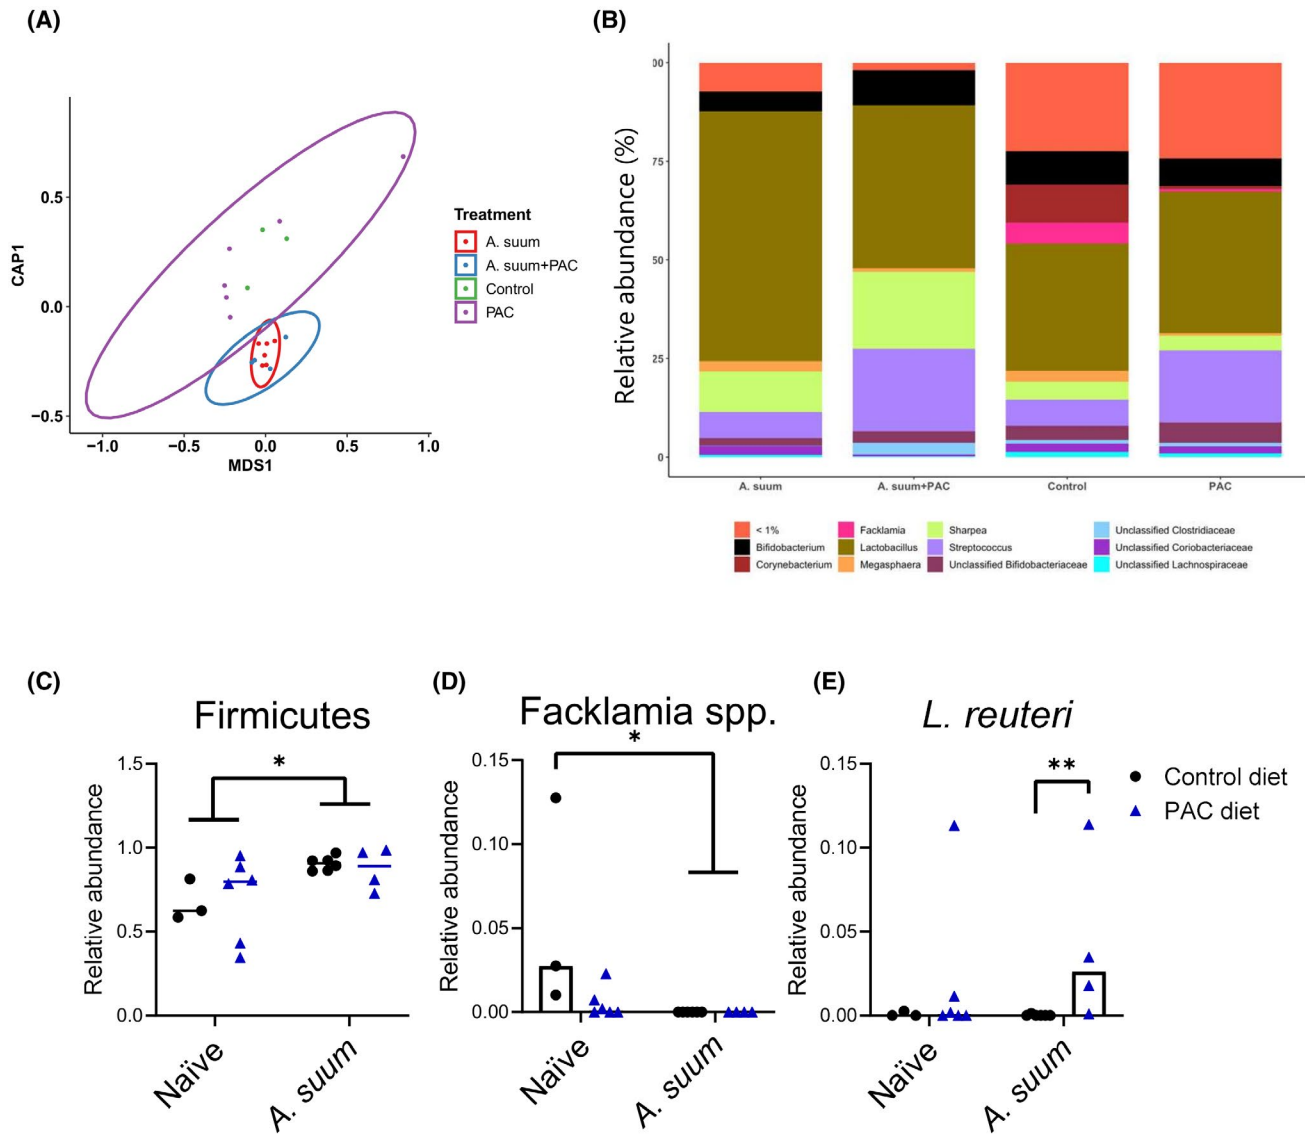 (A)
CAP1
0.5
0.0
−0.5
−1.0 −0.5 0.0 0.5 1.0
MDS1
Treatment
A. suum
A. suum+PAC
Control
PAC
(B)
Relative abundance (%)
00
75
50
25
0
A. suum A. suum+PAC Control PAC
< 1% Facklamia Sharpea Unclassified Clostridiaceae
Bifidobacterium Lactobacillus Streptococcus Unclassified Coriobacteriaceae
Corynebacterium Megasphaera Unclassified Bifidobacteriaceae Unclassified Lachnospiraceae
(C)
Firmicutes
Relative abundance
1.5
1.0
0.5
0.0
*
Naïve A. suum
(D)
Facklamia spp.
Relative abundance
0.15
0.10
0.05
0.00
*
Naïve A. suum
(E)
L. reuteri
Relative abundance
0.15
0.10
0.05
0.00
**
Naïve A. suum
Control diet
PAC diet